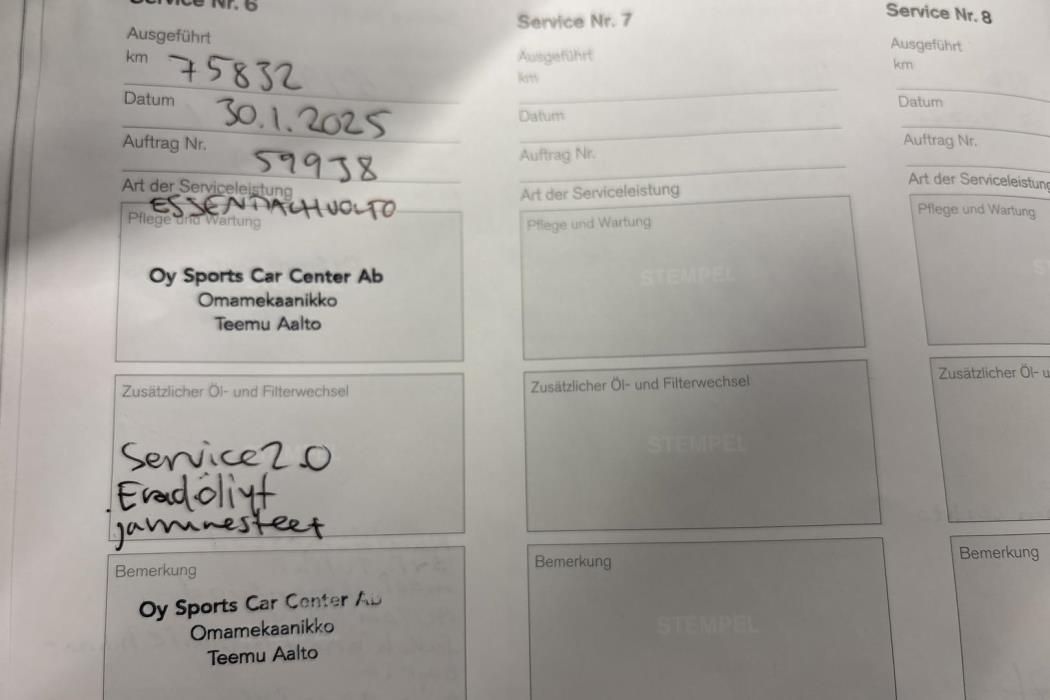 Service Nr. 6
Ausgeführt
km 75832
Datum 30.1.2025
Auftrag Nr. 59938
Art der Serviceleistung
Pflege und Wartung
Oy Sports Car Center Ab
Omamekaanikko
Teemu Aalto
Zusätzlicher Öl- und Filterwechsel
Service 2.0
jarrunesteet
Bemerkung
Oy Sports Car Center Ab
Omamekaanikko
Teemu Aalto
Service Nr. 7
Ausgeführt
km
Datum
Auftrag Nr.
Art der Serviceleistung
Pflege und Wartung
STEMPEL
Zusätzlicher Öl- und Filterwechsel
STEMPEL
Bemerkung
STEMPEL
Service Nr. 8
Ausgeführt
km
Datum
Auftrag Nr.
Art der Serviceleistung
Pflege und Wartung
Zusätzlicher Öl- u
Bemerkung